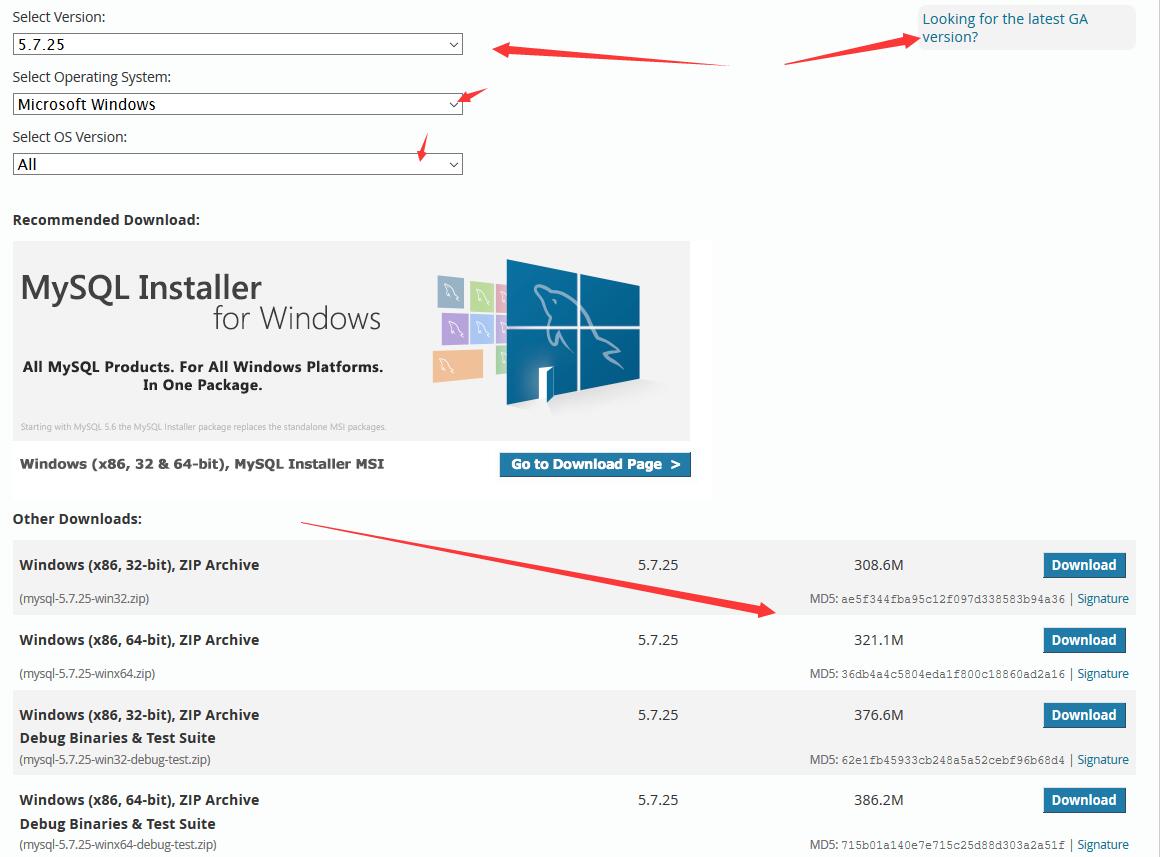 Select Version:
Looking for the latest GA
version?
5.7.25
Select Operating System:
Microsoft Windows
Select OS Version:
All
Recommended Download:
MySQL Installer
for Windows
All MySQL Products. For All Windows Platforms.
In One Package.
Starting with MySQL 5.6 the MySQL Installer package replaces the standalone MSI packages.
Windows (x86, 32 & 64-bit), MySQL Installer MSI
Go to Download Page >
Other Downloads:
Windows (x86, 32-bit), ZIP Archive 5.7.25 308.6M Download
(mysql-5.7.25-win32.zip) MD5: ae5f344fba95c12f097d338583b94a36 | Signature
Windows (x86, 64-bit), ZIP Archive 5.7.25 321.1M Download
(mysql-5.7.25-winx64.zip) MD5: 36db4a4c5804eda1f800c18860ad2a16 | Signature
Windows (x86, 32-bit), ZIP Archive 5.7.25 376.6M Download
Debug Binaries & Test Suite
(mysql-5.7.25-win32-debug-test.zip) MD5: 62e1fb45933cb248a5a52cebf96b68d4 | Signature
Windows (x86, 64-bit), ZIP Archive 5.7.25 386.2M Download
Debug Binaries & Test Suite
(mysql-5.7.25-winx64-debug-test.zip) MD5: 715b01a140e7e715c25d88d303a2a51f | Signature